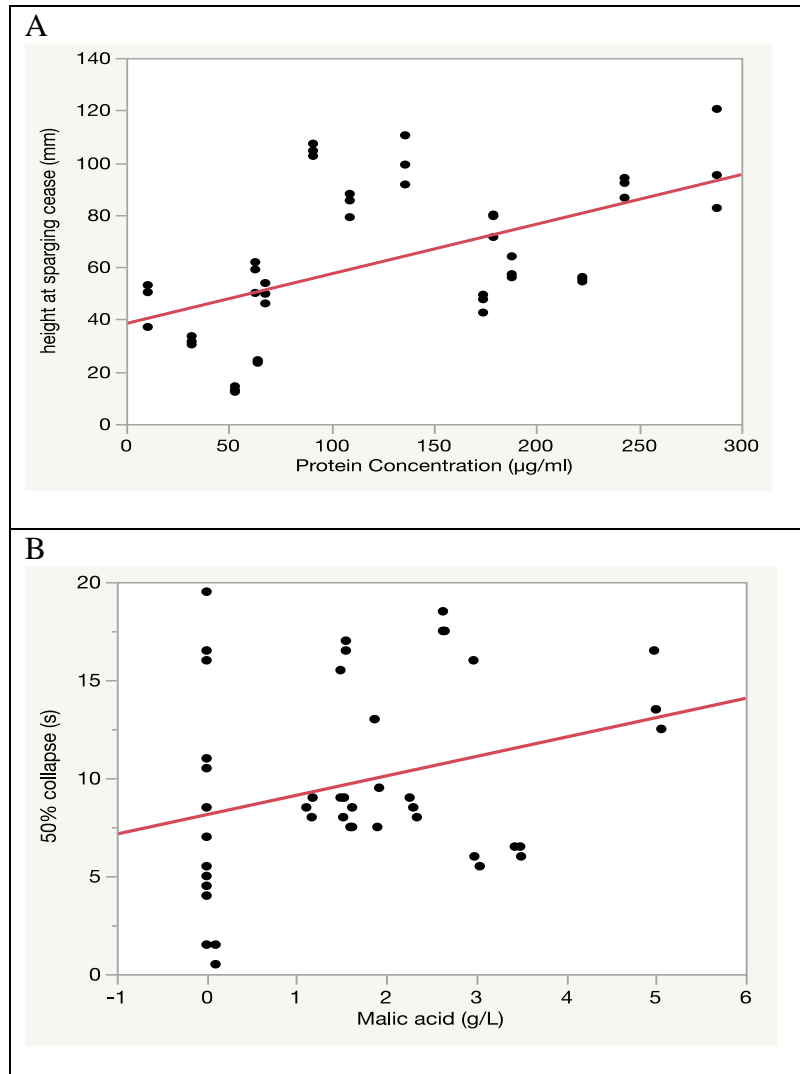 A
height at sparging cease (mm)
140
120
100
80
60
40
20
0
0 50 100 150 200 250 300
Protein Concentration (µg/ml)
B
50% collapse (s)
20
15
10
5
0
-1 0 1 2 3 4 5 6
Malic acid (g/L)